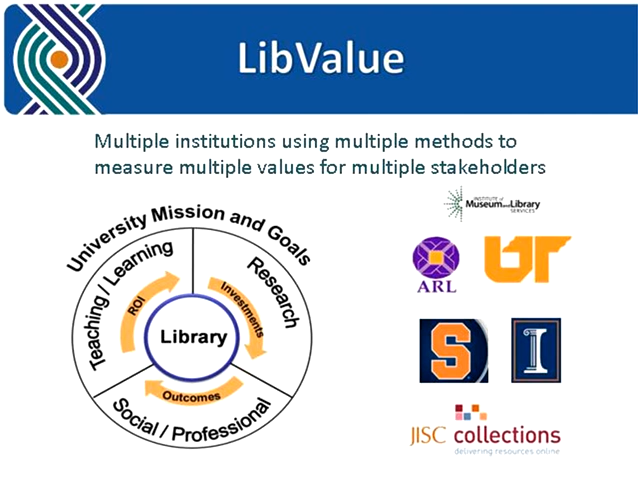 LibValue
Multiple institutions using multiple methods to
measure multiple values for multiple stakeholders
University Mission and Goals
Teaching / Learning
Research
Social / Professional
ROI
Investments
Outcomes
Library
INSTITUTE of
Museum and Library
SERVICES
ARL
UT
S
I
JISC collections
delivering resources online